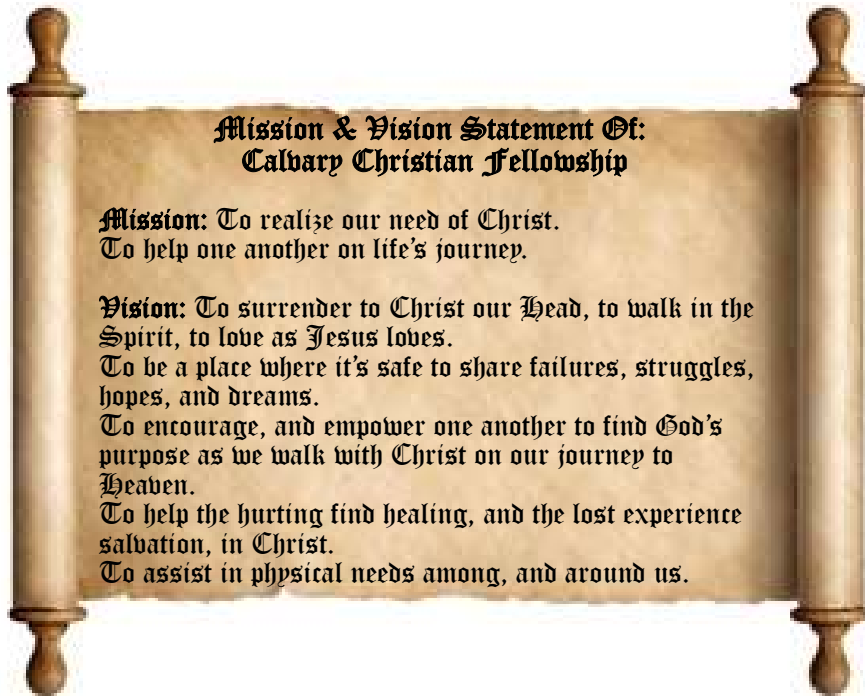 Mission & Vision Statement Of:
Calvary Christian Fellowship
Mission: To realize our need of Christ.
To help one another on life's journey.
Vision: To surrender to Christ our Head, to walk in the
Spirit, to love as Jesus loves.
To be a place where it's safe to share failures, struggles,
hopes, and dreams.
To encourage, and empower one another to find God's
purpose as we walk with Christ on our journey to
Heaven.
To help the hurting find healing, and the lost experience
salvation, in Christ.
To assist in physical needs among, and around us.